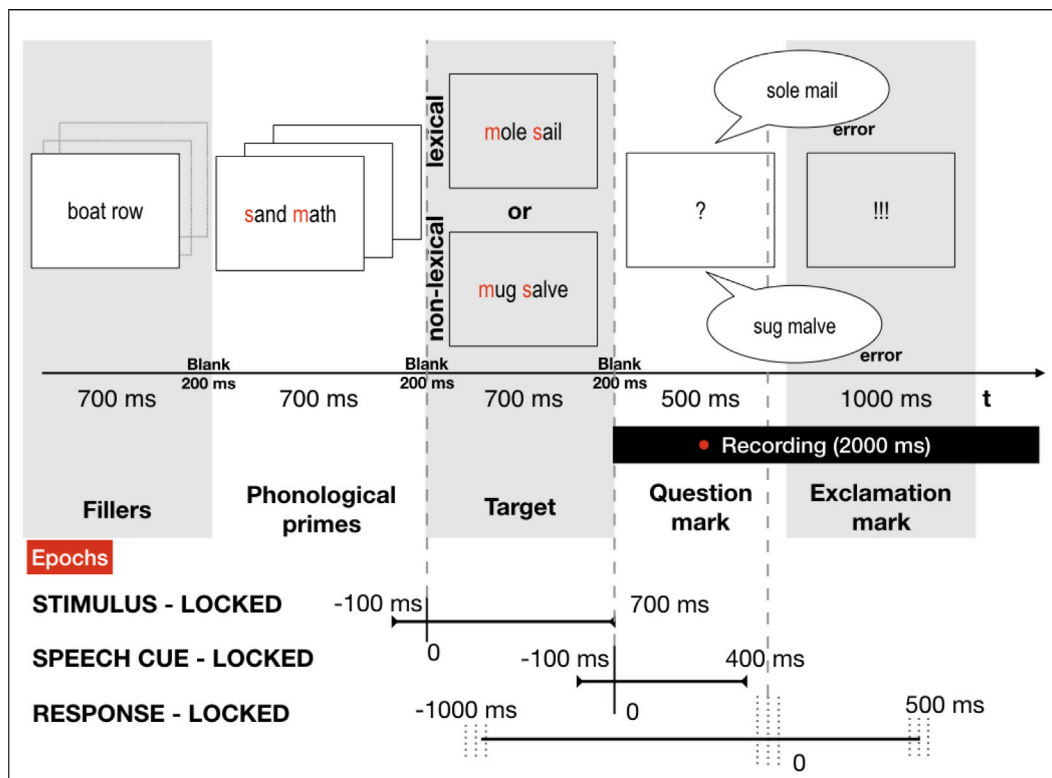 sole mail
error
lexical
mole sail
boat row
sand math
or
?
!!!
non-lexical
mug salve
sug malve
error
Blank
200 ms
Blank
200 ms
Blank
200 ms
700 ms
700 ms
700 ms
500 ms
1000 ms
t
Recording (2000 ms)
Fillers
Phonological
primes
Target
Question
mark
Exclamation
mark
Epochs
STIMULUS - LOCKED
-100 ms
700 ms
0
SPEECH CUE - LOCKED
-100 ms
400 ms
0
RESPONSE - LOCKED
-1000 ms
500 ms
0